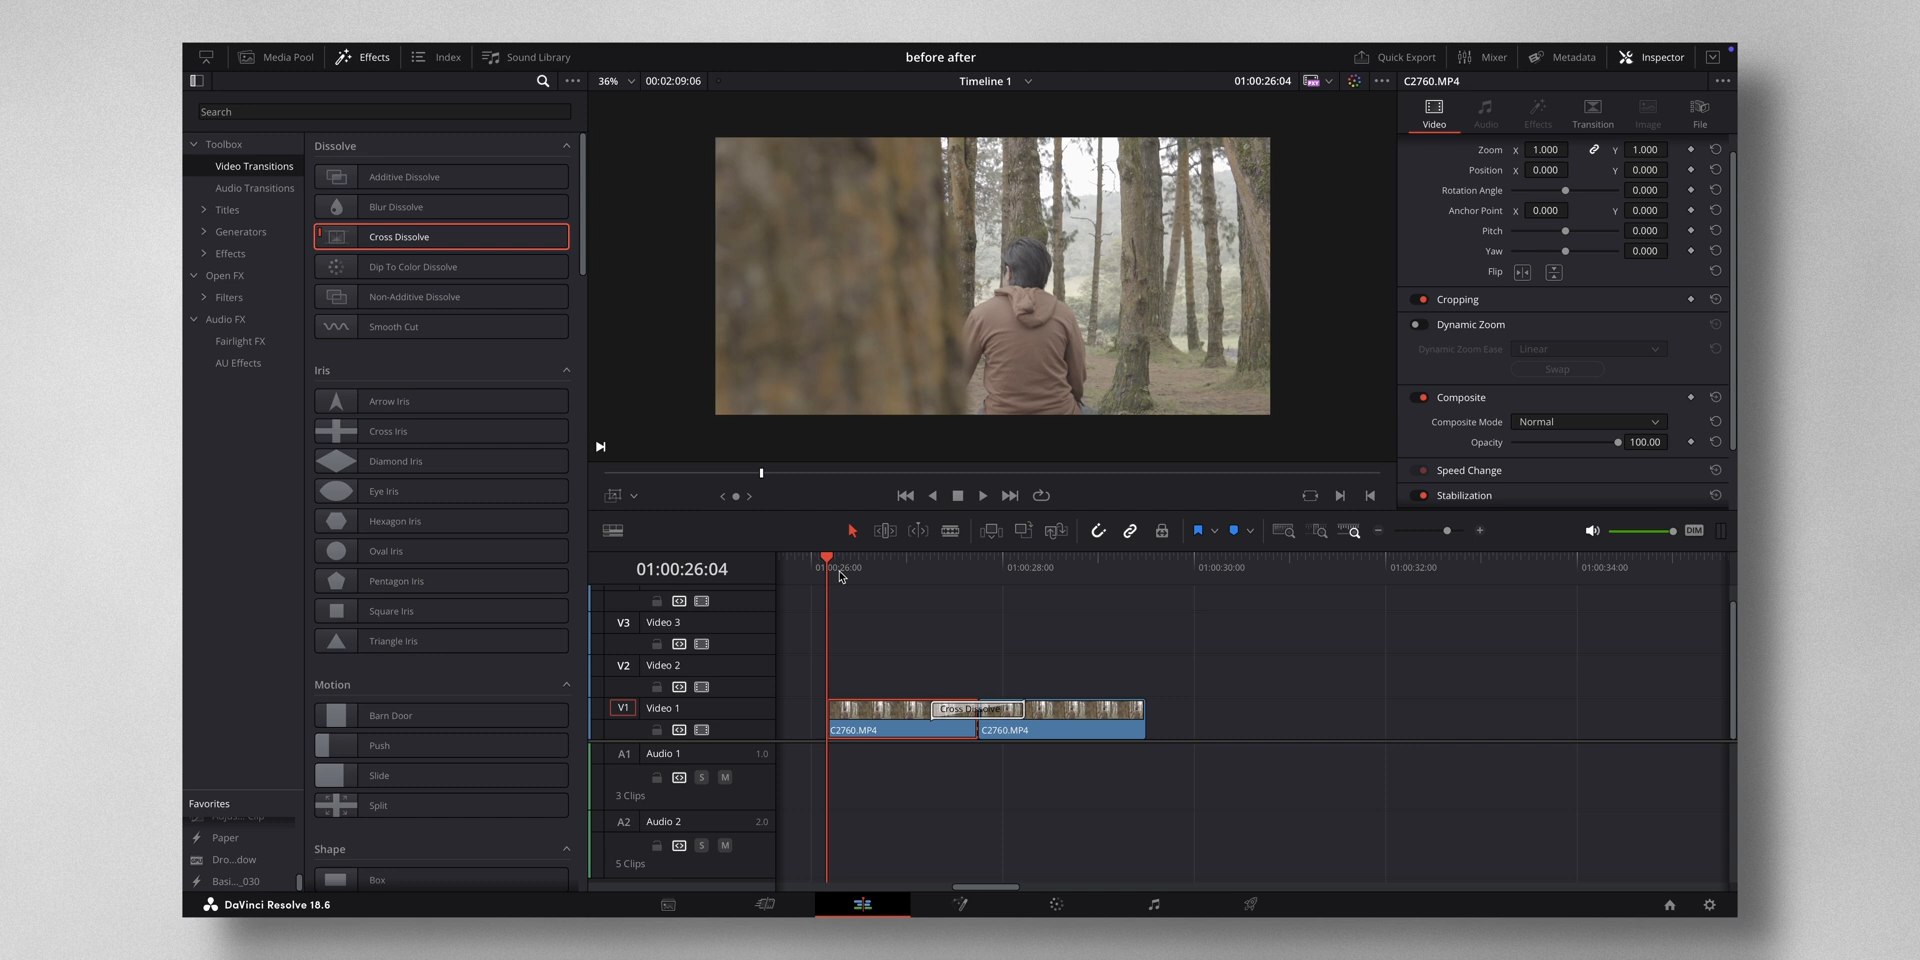 Media Pool
Effects
Index
Sound Library
before after
Quick Export
Mixer
Metadata
Inspector
36%
00:02:09:06
Timeline 1
01:00:26:04
C2760.MP4
Search
Toolbox
Video Transitions
Audio Transitions
Titles
Generators
Effects
Open FX
Filters
Audio FX
Fairlight FX
AU Effects
Favorites
Paper
Dro...dow
Basi..._030
Dissolve
Additive Dissolve
Blur Dissolve
Cross Dissolve
Dip To Color Dissolve
Non-Additive Dissolve
Smooth Cut
Iris
Arrow Iris
Cross Iris
Diamond Iris
Eye Iris
Hexagon Iris
Oval Iris
Pentagon Iris
Square Iris
Triangle Iris
Motion
Barn Door
Push
Slide
Split
Shape
Box
Video
Audio
Effects
Transition
Image
File
Zoom X 1.000 Y 1.000
Position X 0.000 Y 0.000
Rotation Angle 0.000
Anchor Point X 0.000 Y 0.000
Pitch 0.000
Yaw 0.000
Flip
Cropping
Dynamic Zoom
Dynamic Zoom Ease Linear
Swap
Composite
Composite Mode Normal
Opacity 100.00
Speed Change
Stabilization
DIM
01:00:26:04
01:00:26:00
01:00:28:00
01:00:30:00
01:00:32:00
01:00:34:00
V3 Video 3
V2 Video 2
V1 Video 1
Cross Dissolve
C2760.MP4
C2760.MP4
A1 Audio 1 1.0
S M
3 Clips
A2 Audio 2 2.0
S M
5 Clips
DaVinci Resolve 18.6